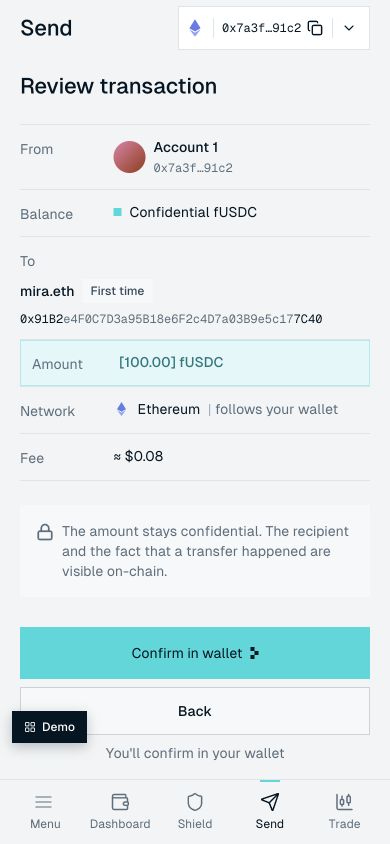 Send
0x7a3f…91c2
Review transaction
From
Account 1
0x7a3f…91c2
Balance
Confidential fUSDC
To
mira.eth First time
0x91B2e4F0C7D3a95B18e6F2c4D7a03B9e5c177C40
Amount [100.00] fUSDC
Network Ethereum | follows your wallet
Fee ≈ $0.08
The amount stays confidential. The recipient
and the fact that a transfer happened are
visible on-chain.
Confirm in wallet
Back
Demo
You'll confirm in your wallet
Menu Dashboard Shield Send Trade